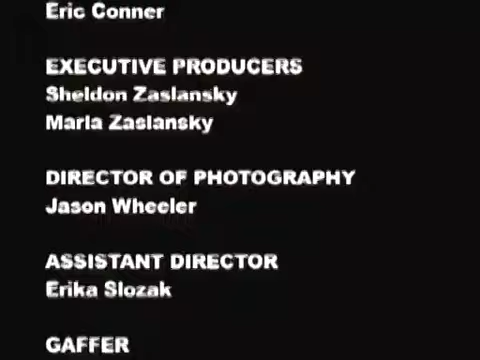 Eric Conner
EXECUTIVE PRODUCERS
Sheldon Zaslansky
Marla Zaslansky
DIRECTOR OF PHOTOGRAPHY
Jason Wheeler
ASSISTANT DIRECTOR
Erika Slozak
GAFFER